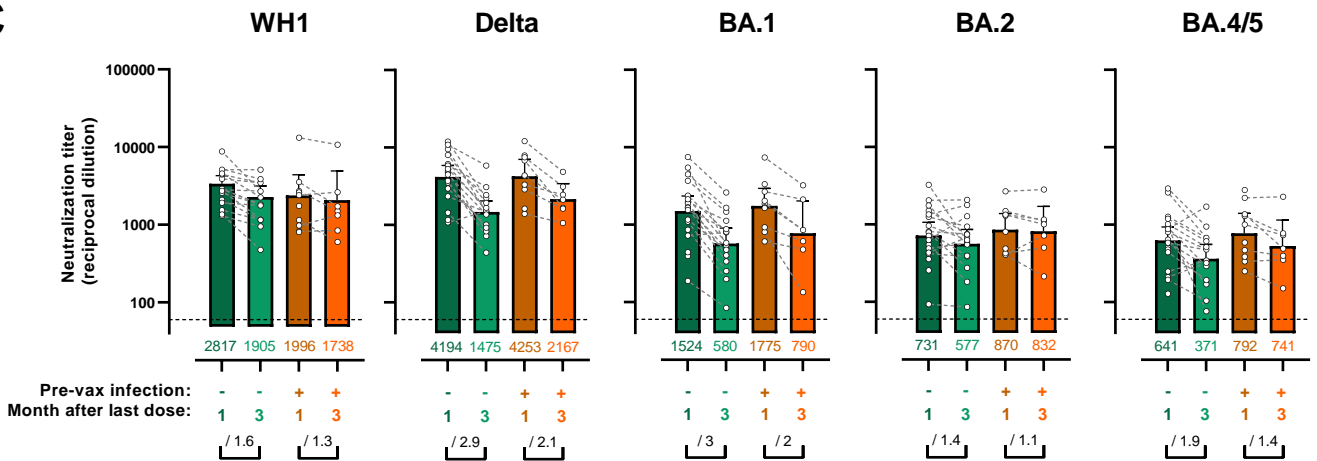 C
WH1 Delta BA.1 BA.2 BA.4/5
Neutralization titer
(reciprocal dilution)
100000
10000
1000
100
2817 1905 1996 1738 4194 1475 4253 2167 1524 580 1775 790 731 577 870 832 641 371 792 741
Pre-vax infection: - - + + - - + + - - + + - - + + - - + +
Month after last dose: 1 3 1 3 1 3 1 3 1 3 1 3 1 3 1 3 1 3 1 3
/ 1.6 / 1.3 / 2.9 / 2.1 / 3 / 2 / 1.4 / 1.1 / 1.9 / 1.4